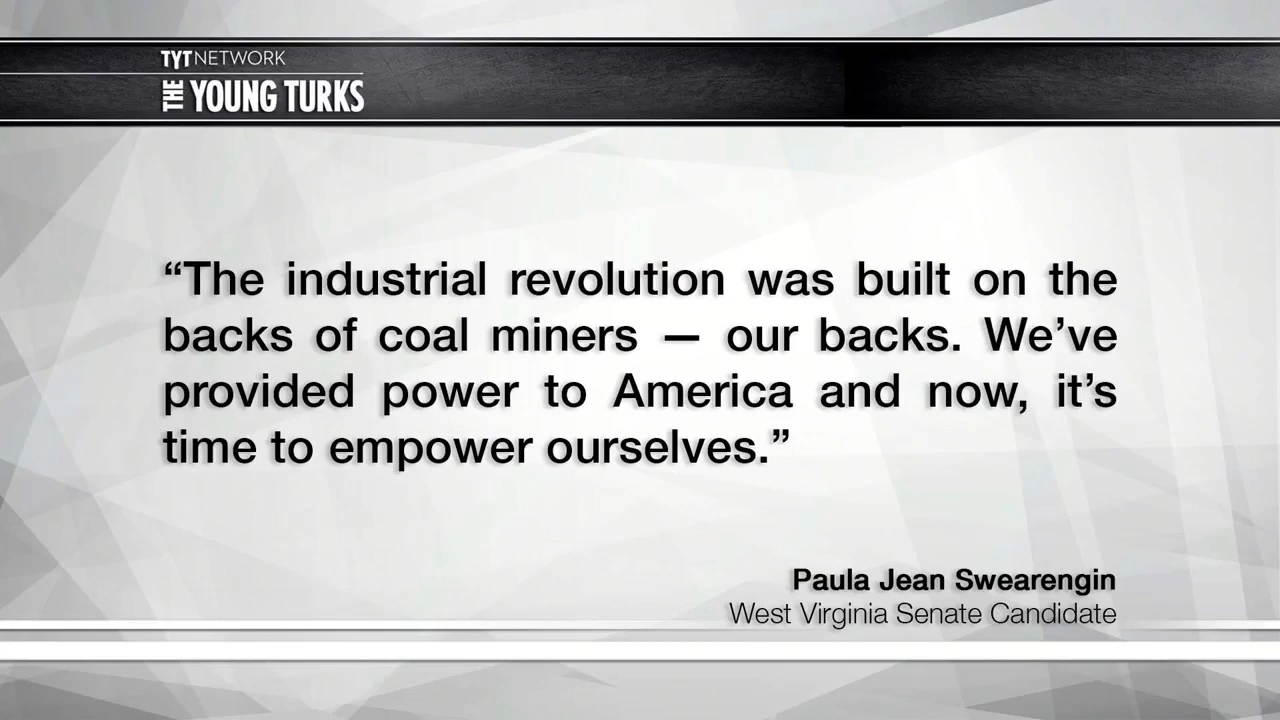 TYT NETWORK
THE YOUNG TURKS
“The industrial revolution was built on the
backs of coal miners — our backs. We’ve
provided power to America and now, it’s
time to empower ourselves.”
Paula Jean Swearengin
West Virginia Senate Candidate